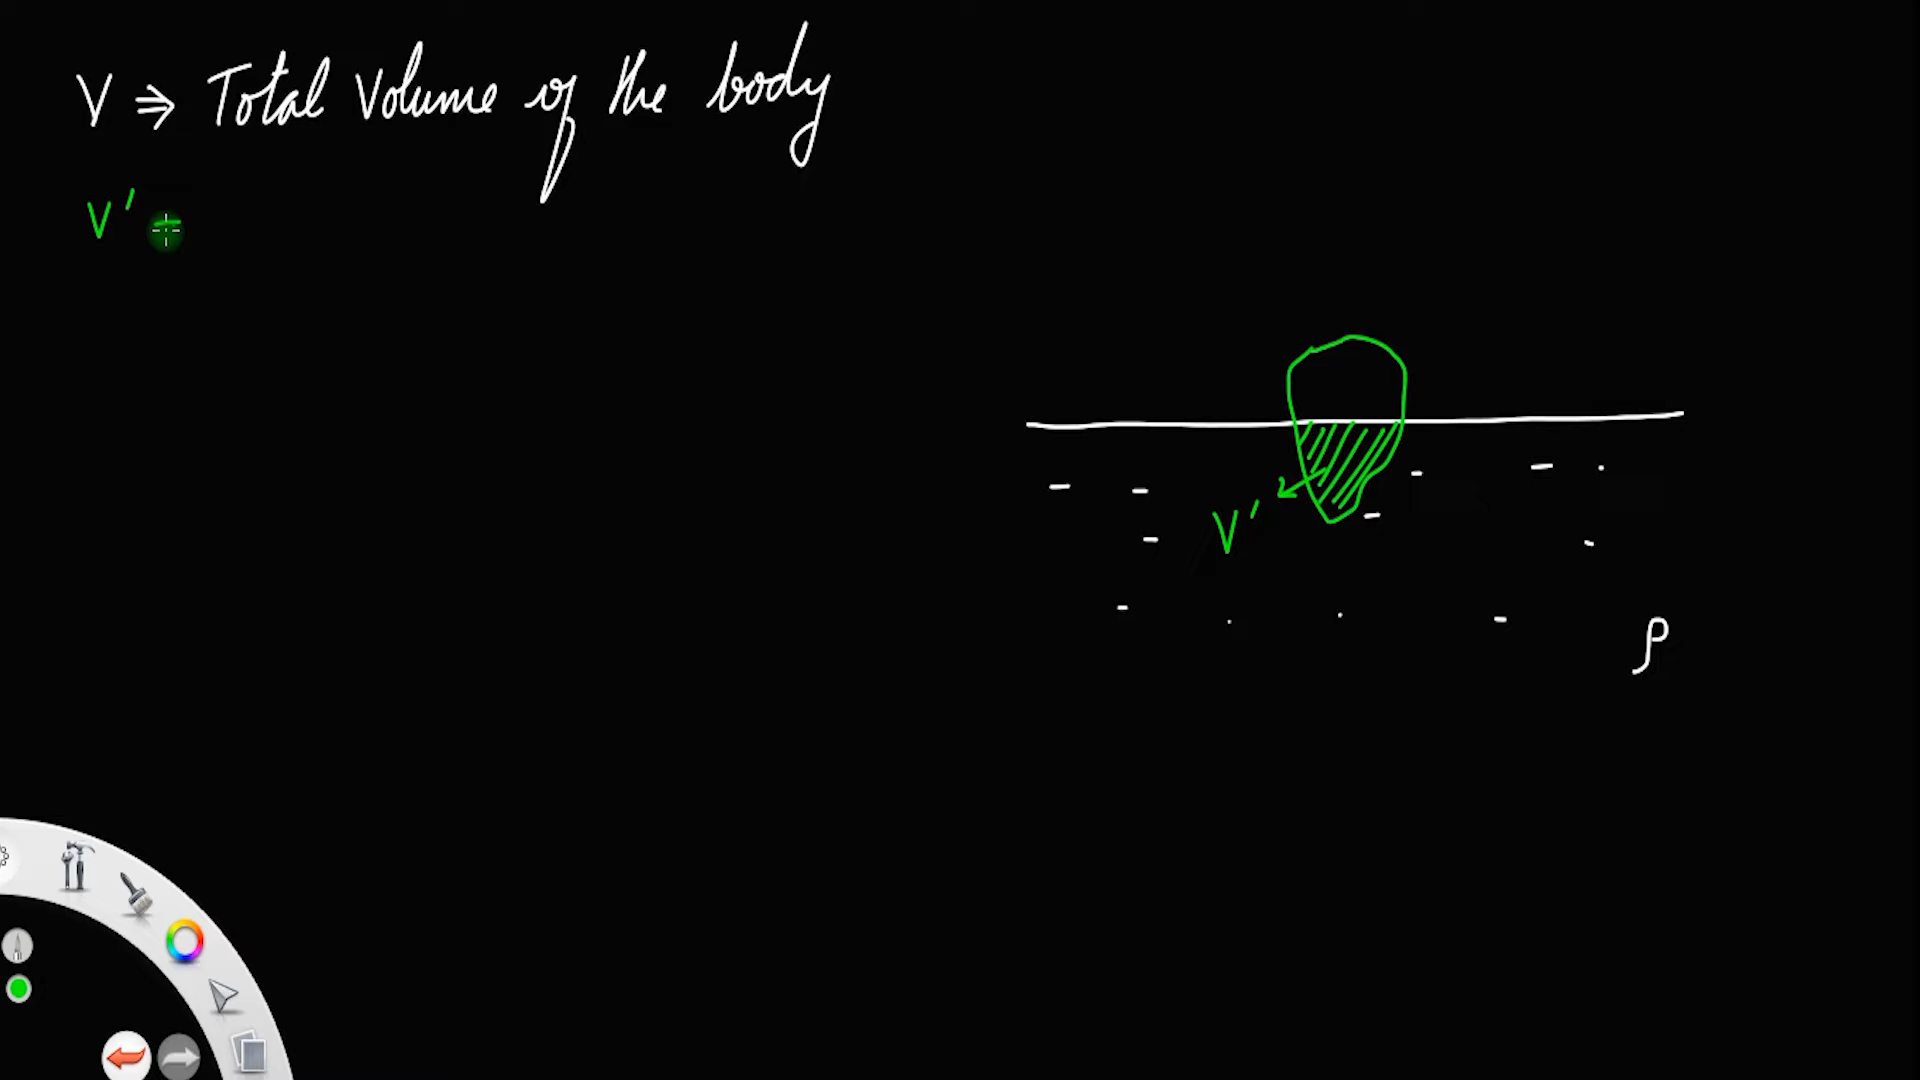 V ⇒ Total Volume of the body
V'
V'
ρ